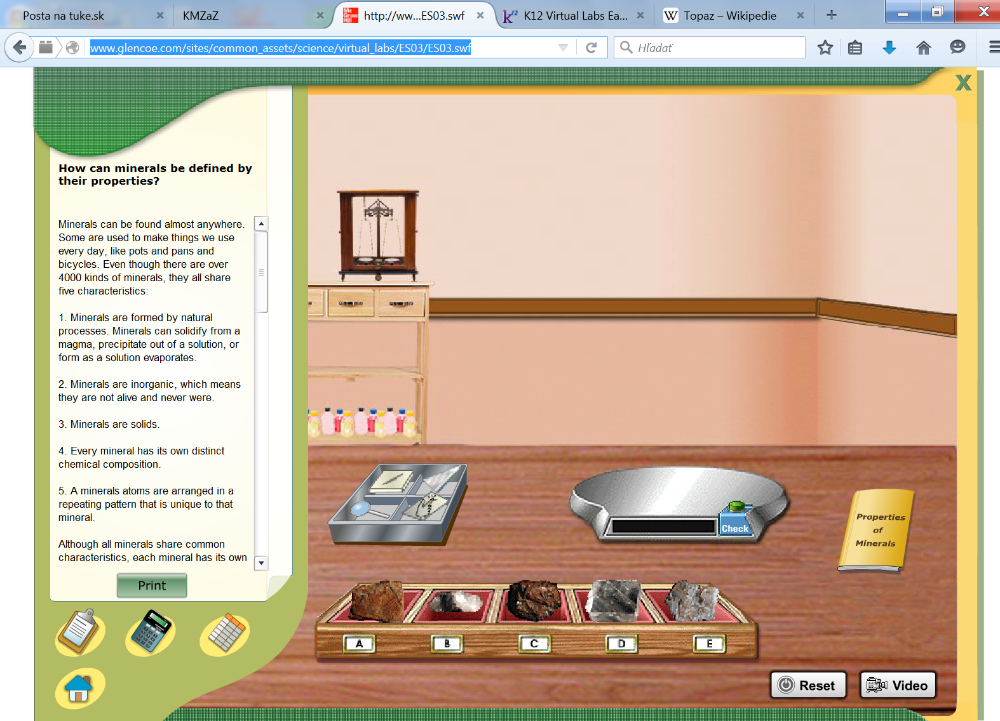 Posta na tuke.sk
KMZaZ
http://ww...ES03.swf
K12 Virtual Labs Ea...
Topaz – Wikipedie
www.glencoe.com/sites/common_assets/science/virtual_labs/ES03/ES03.swf
Hľadať
X
How can minerals be defined by
their properties?
Minerals can be found almost anywhere.
Some are used to make things we use
every day, like pots and pans and
bicycles. Even though there are over
4000 kinds of minerals, they all share
five characteristics:
1. Minerals are formed by natural
processes. Minerals can solidify from a
magma, precipitate out of a solution, or
form as a solution evaporates.
2. Minerals are inorganic, which means
they are not alive and never were.
3. Minerals are solids.
4. Every mineral has its own distinct
chemical composition.
5. A minerals atoms are arranged in a
repeating pattern that is unique to that
mineral.
Although all minerals share common
characteristics, each mineral has its own
Print
Check
Properties
of
Minerals
A B C D E
Reset
Video